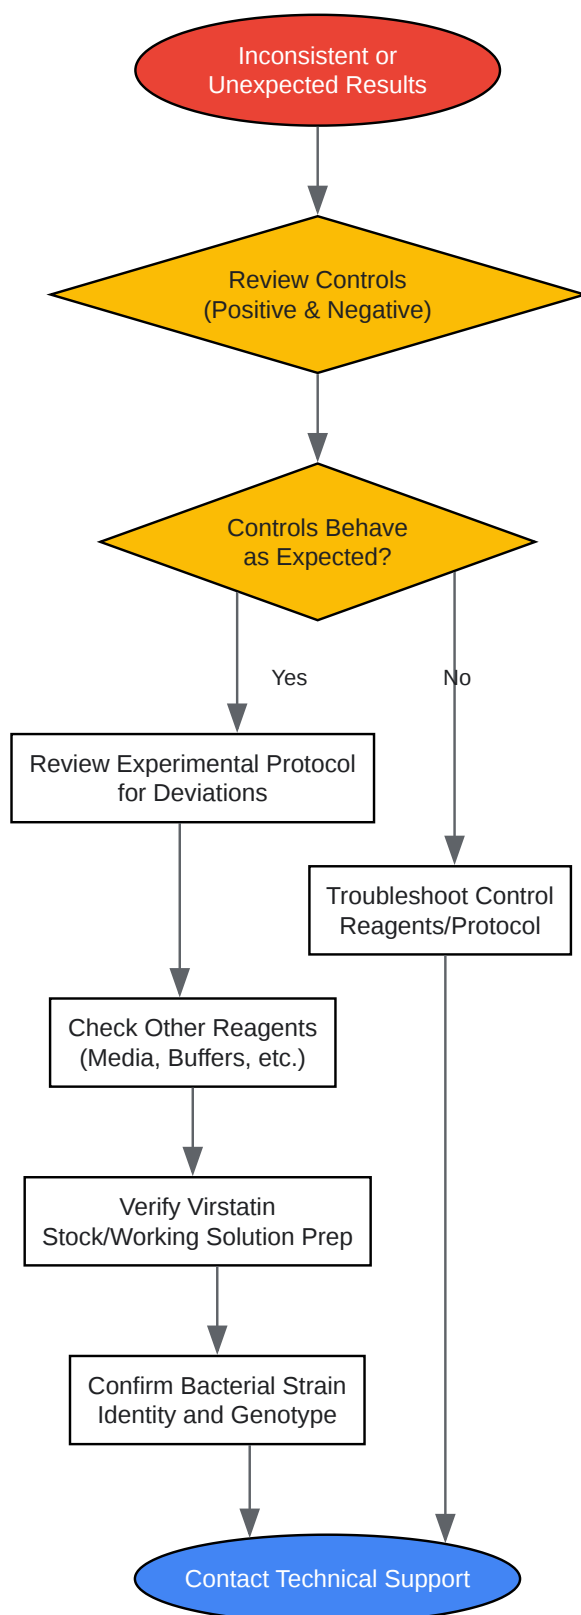 Inconsistent or
Unexpected Results
Review Controls
(Positive & Negative)
Controls Behave
as Expected?
Yes
No
Review Experimental Protocol
for Deviations
Troubleshoot Control
Reagents/Protocol
Check Other Reagents
(Media, Buffers, etc.)
Verify Virstatin
Stock/Working Solution Prep
Confirm Bacterial Strain
Identity and Genotype
Contact Technical Support